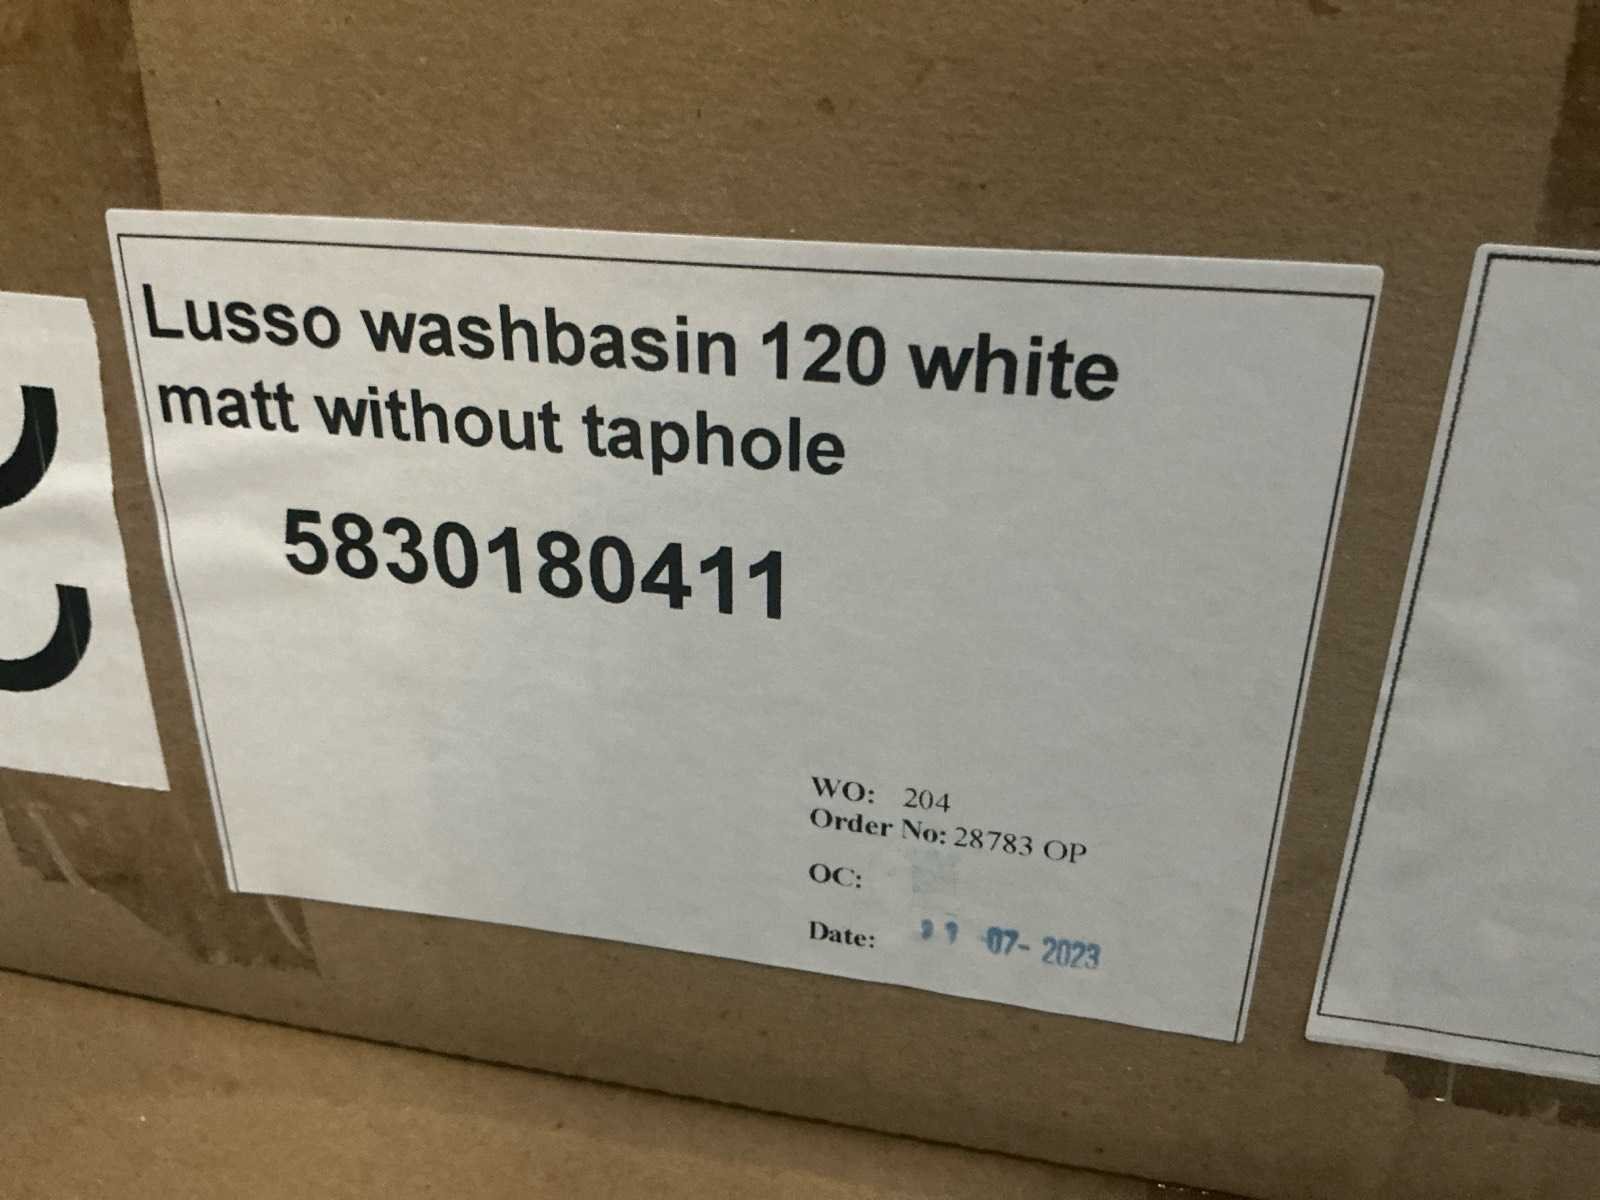 Lusso washbasin 120 white
matt without taphole
5830180411
WO: 204
Order No: 28783 OP
OC:
Date: 07- 2023